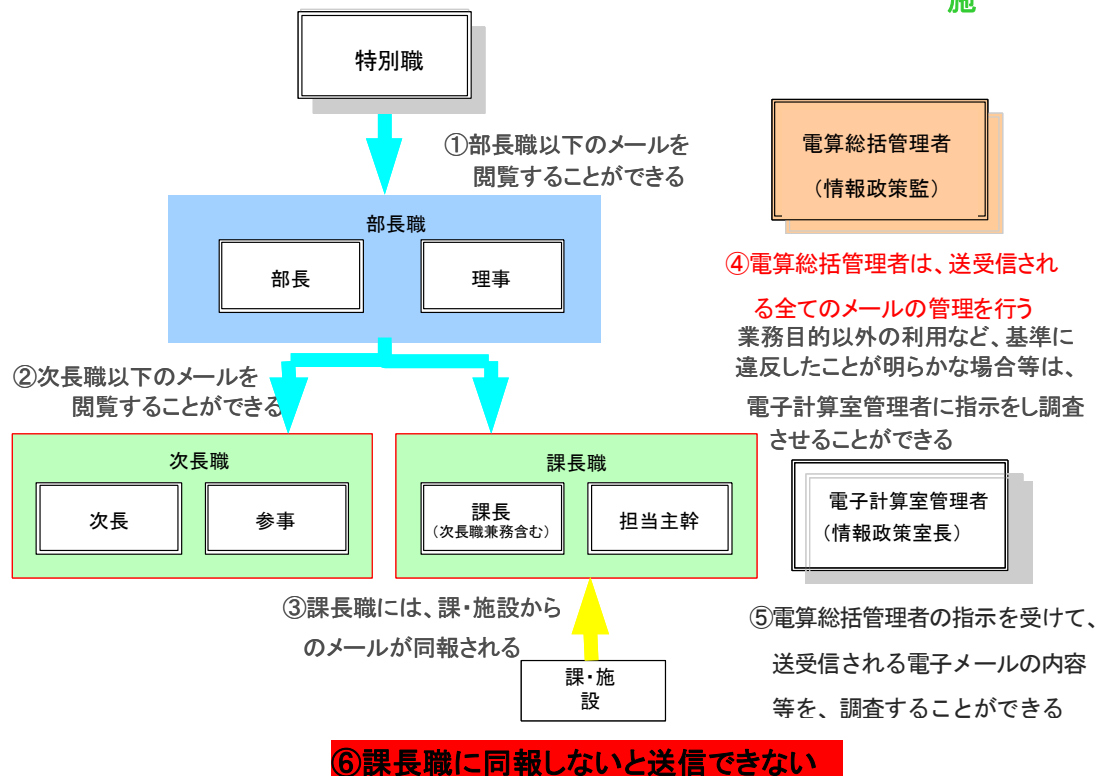 施
特別職
①部長職以下のメールを
閲覧することができる
電算総括管理者
（情報政策監）
部長職
部長
理事
④電算総括管理者は、送受信され
る全てのメールの管理を行う
業務目的以外の利用など、基準に
違反したことが明らかな場合等は、
電子計算室管理者に指示をし調査
させることができる
②次長職以下のメールを
閲覧することができる
次長職
次長
参事
課長職
課長
（次長職兼務含む）
担当主幹
電子計算室管理者
（情報政策室長）
③課長職には、課・施設から
のメールが同報される
課・施
設
⑤電算総括管理者の指示を受けて、
送受信される電子メールの内容
等を、調査することができる
⑥課長職に同報しないと送信できない